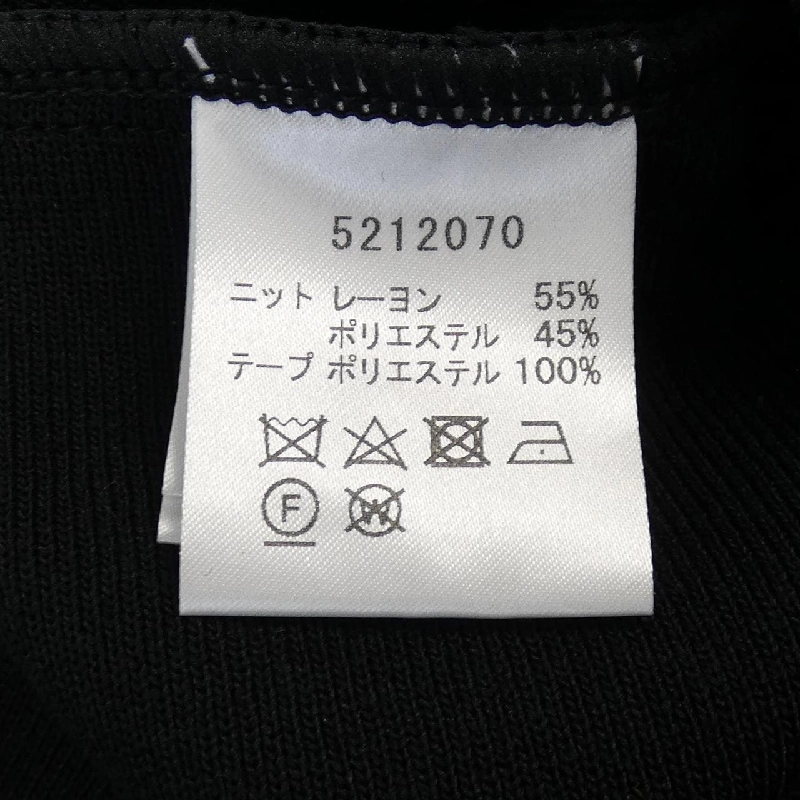 5212070
ニット レーヨン 55%
ポリエステル 45%
テープ ポリエステル 100%
F
W